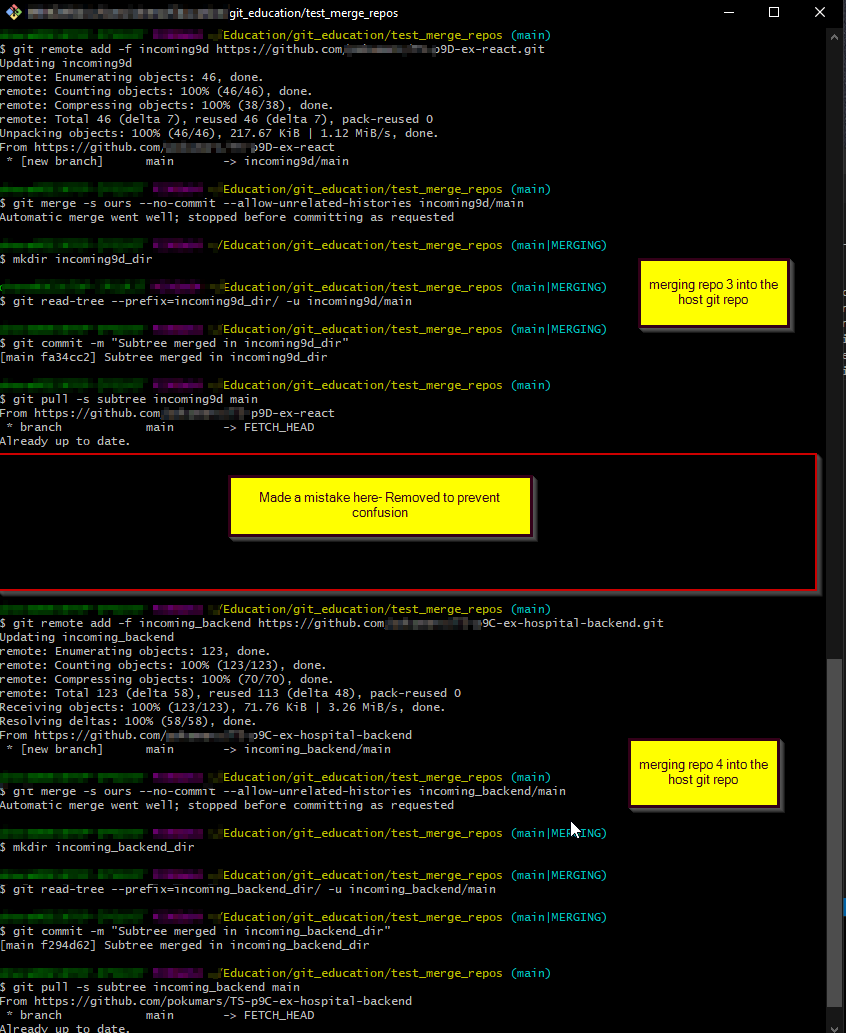 git_education/test_merge_repos
/Education/git_education/test_merge_repos (main)
$ git remote add -f incoming9d https://github.com/ p9D-ex-react.git
Updating incoming9d
remote: Enumerating objects: 46, done.
remote: Counting objects: 100% (46/46), done.
remote: Compressing objects: 100% (38/38), done.
remote: Total 46 (delta 7), reused 46 (delta 7), pack-reused 0
Unpacking objects: 100% (46/46), 217.67 KiB | 1.12 MiB/s, done.
From https://github.com/ p9D-ex-react
* [new branch] main -> incoming9d/main
/Education/git_education/test_merge_repos (main)
$ git merge -s ours --no-commit --allow-unrelated-histories incoming9d/main
Automatic merge went well; stopped before committing as requested
/Education/git_education/test_merge_repos (main|MERGING)
$ mkdir incoming9d_dir
/Education/git_education/test_merge_repos (main|MERGING)
$ git read-tree --prefix=incoming9d_dir/ -u incoming9d/main
merging repo 3 into the
host git repo
/Education/git_education/test_merge_repos (main|MERGING)
$ git commit -m "Subtree merged in incoming9d_dir"
[main fa34cc2] Subtree merged in incoming9d_dir
/Education/git_education/test_merge_repos (main)
$ git pull -s subtree incoming9d main
From https://github.com/ p9D-ex-react
* branch main -> FETCH_HEAD
Already up to date.
Made a mistake here- Removed to prevent
confusion
/Education/git_education/test_merge_repos (main)
$ git remote add -f incoming_backend https://github.com/ 9C-ex-hospital-backend.git
Updating incoming_backend
remote: Enumerating objects: 123, done.
remote: Counting objects: 100% (123/123), done.
remote: Compressing objects: 100% (70/70), done.
remote: Total 123 (delta 58), reused 113 (delta 48), pack-reused 0
Receiving objects: 100% (123/123), 71.76 KiB | 3.26 MiB/s, done.
Resolving deltas: 100% (58/58), done.
From https://github.com/ p9C-ex-hospital-backend
* [new branch] main -> incoming_backend/main
merging repo 4 into the
host git repo
/Education/git_education/test_merge_repos (main)
$ git merge -s ours --no-commit --allow-unrelated-histories incoming_backend/main
Automatic merge went well; stopped before committing as requested
/Education/git_education/test_merge_repos (main|MERGING)
$ mkdir incoming_backend_dir
/Education/git_education/test_merge_repos (main|MERGING)
$ git read-tree --prefix=incoming_backend_dir/ -u incoming_backend/main
/Education/git_education/test_merge_repos (main|MERGING)
$ git commit -m "Subtree merged in incoming_backend_dir"
[main f294d62] Subtree merged in incoming_backend_dir
/Education/git_education/test_merge_repos (main)
$ git pull -s subtree incoming_backend main
From https://github.com/pokumars/TS-p9C-ex-hospital-backend
* branch main -> FETCH_HEAD
Already up to date.